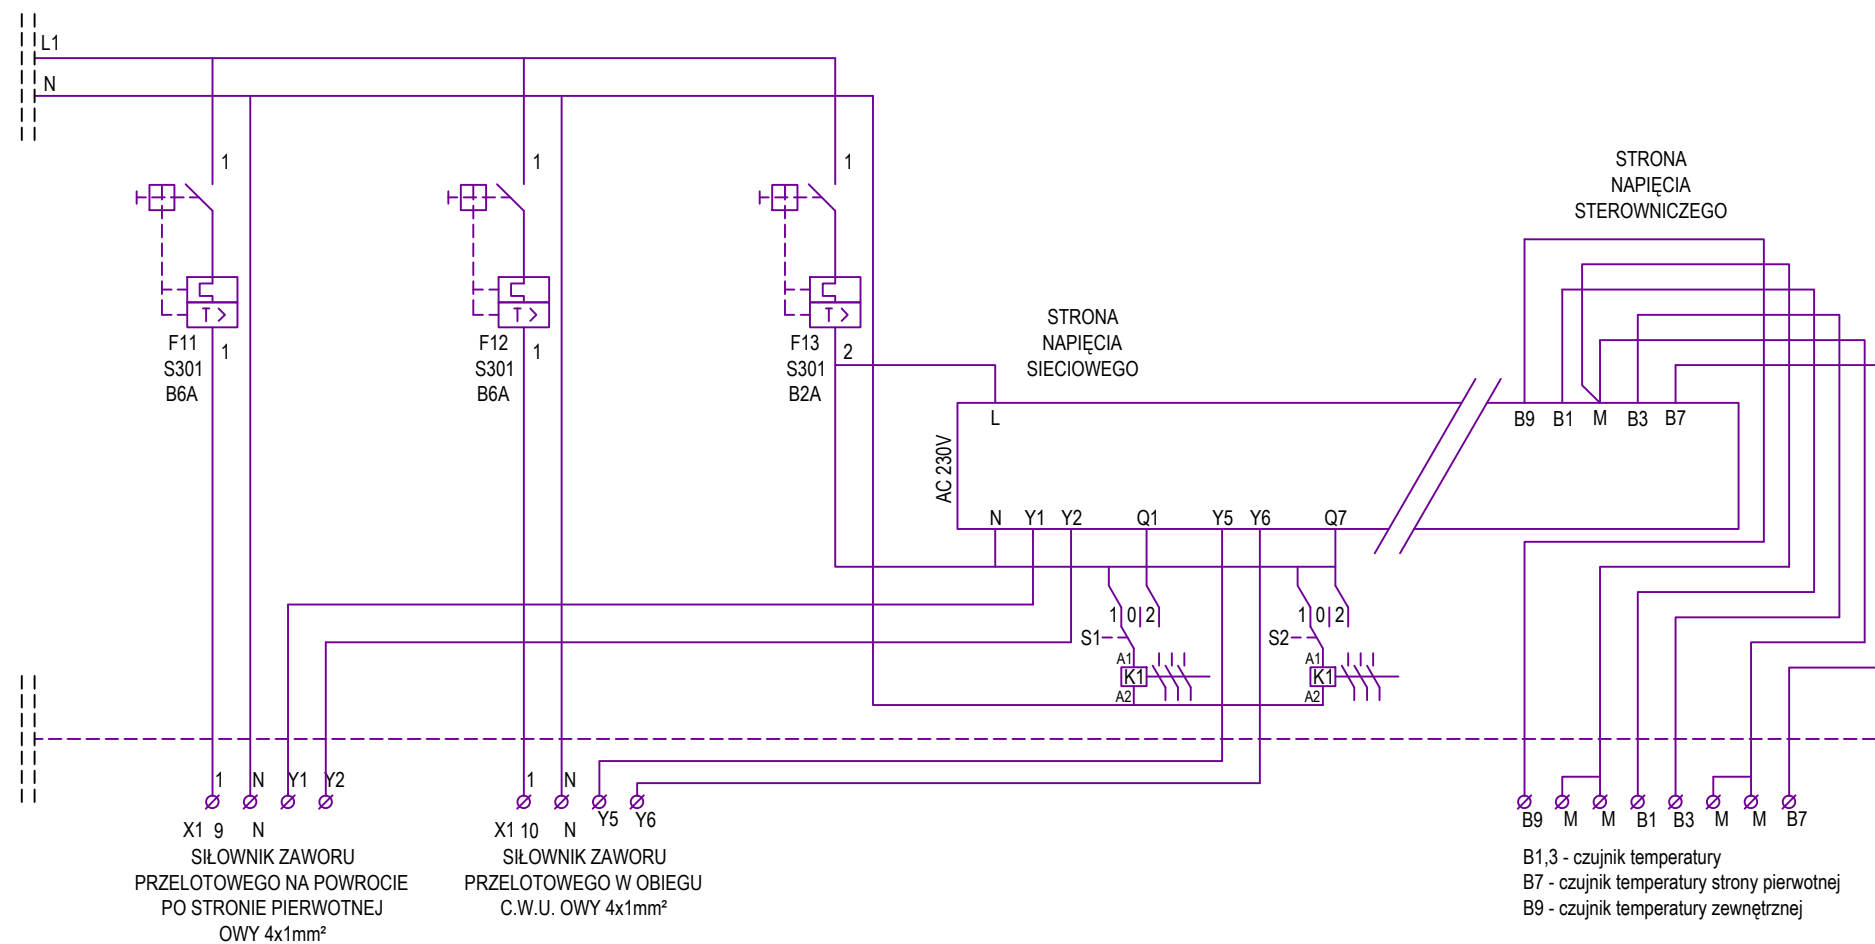 L1
N
1
1
1
STRONA
NAPIĘCIA
STEROWNICZEGO
F11
S301
B6A
1
F12
S301
B6A
1
F13
S301
B2A
2
STRONA
NAPIĘCIA
SIECIOWEGO
L
B9 B1 M B3 B7
AC 230V
N Y1 Y2 Q1 Y5 Y6 Q7
1 0 2
S1
A1
K1
A2
1 0 2
S2
A1
K1
A2
1 N Y1 Y2
X1 9 N
SIŁOWNIK ZAWORU
PRZELOTOWEGO NA POWROCIE
PO STRONIE PIERWOTNEJ
OWY 4x1mm²
1 N
Y5 Y6
X1 10 N
SIŁOWNIK ZAWORU
PRZELOTOWEGO W OBIEGU
C.W.U. OWY 4x1mm²
B9 M M B1 B3 M M B7
B1,3 - czujnik temperatury
B7 - czujnik temperatury strony pierwotnej
B9 - czujnik temperatury zewnętrznej